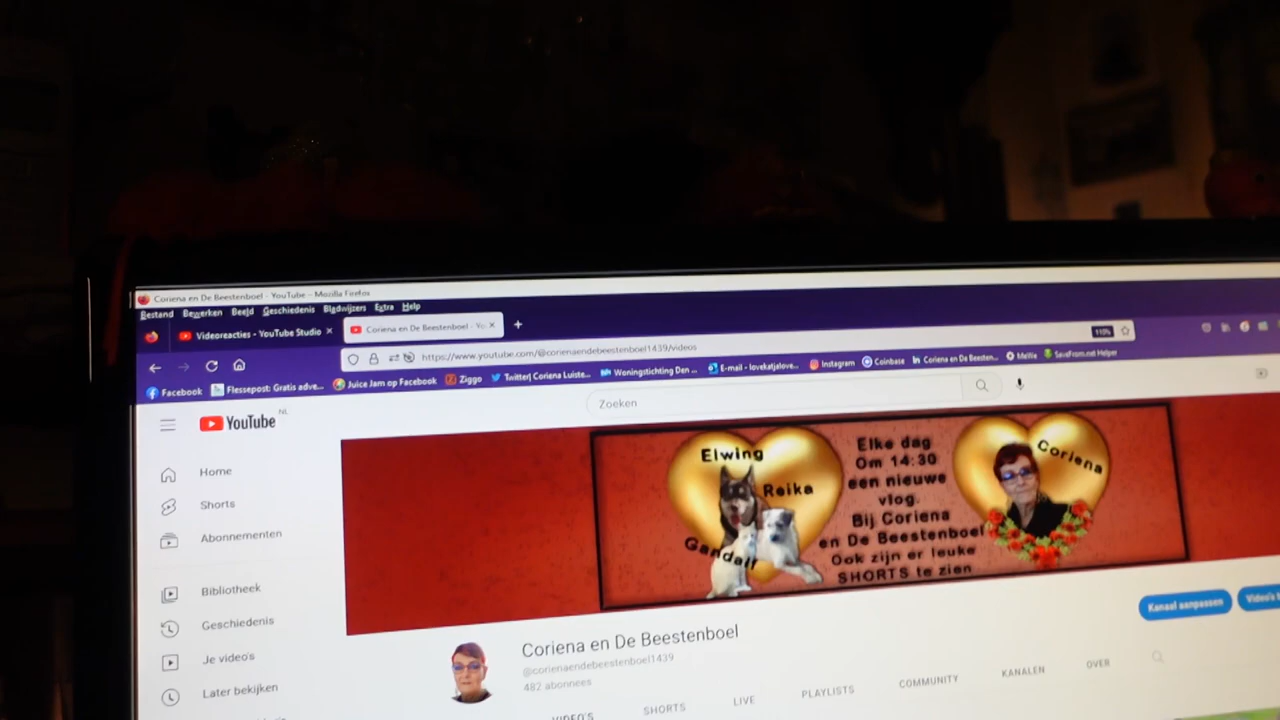 Coriena en De Beestenboel - YouTube — Mozilla Firefox
Bestand Bewerken Beeld Geschiedenis Bladwijzers Extra Help
Videoreacties - YouTube Studio × Coriena en De Beestenboel - Yo × +
https://www.youtube.com/@corienaendebeestenboel1439/videos 110%
Facebook Flessepost: Gratis adve... Juice Jam op Facebook Ziggo Twitter| Coriena Luiste... Woningstichting Den ... E-mail - lovekatjalove... Instagram Coinbase Coriena en De Beesten... Mellie SaveFrom.net Helper
YouTube NL
Zoeken
Home
Shorts
Abonnementen
Bibliotheek
Geschiedenis
Je video's
Later bekijken
Elwing
Reika
Gandalf
Elke dag
Om 14:30
een nieuwe
vlog.
Bij Coriena
en De Beestenboel
Ook zijn er leuke
SHORTS te zien
Coriena
Coriena en De Beestenboel
@corienaendebeestenboel1439
482 abonnees
Kanaal aanpassen Video's
VIDEO'S SHORTS LIVE PLAYLISTS COMMUNITY KANALEN OVER